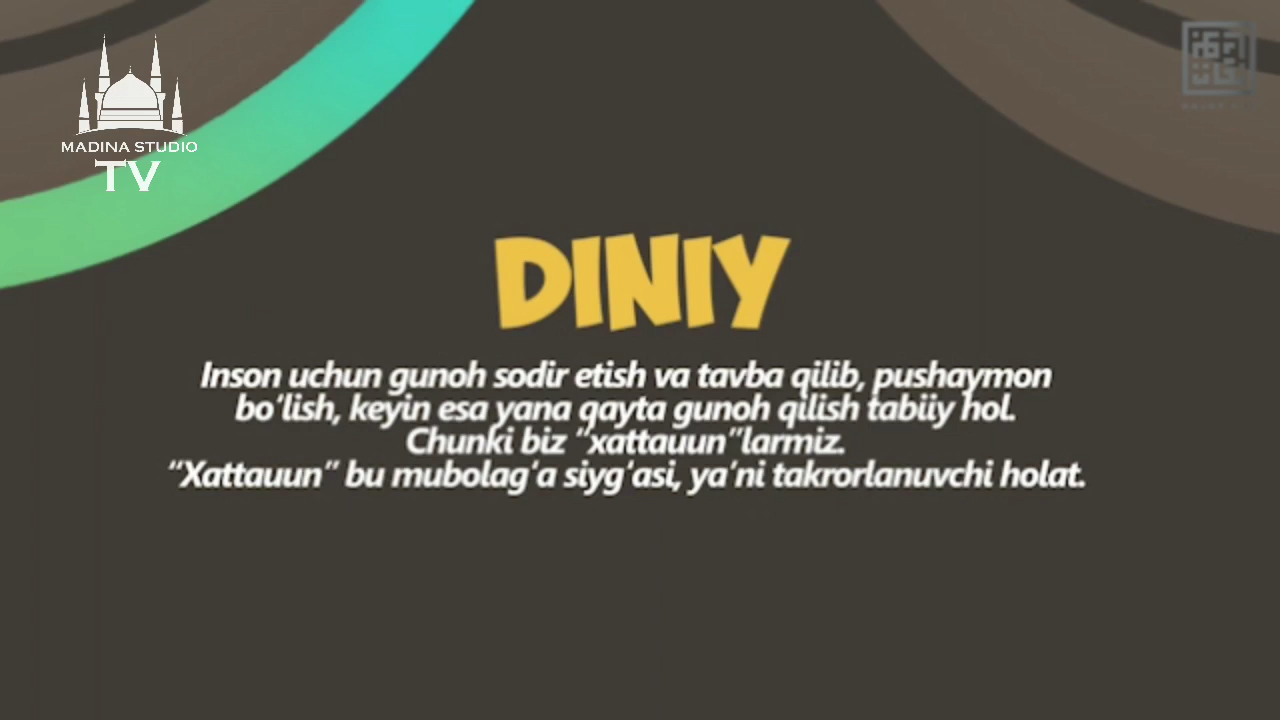 MADINA STUDIO
TV
DINIY
Inson uchun gunoh sodir etish va tavba qilib, pushaymon
bo'lish, keyin esa yana qayta gunoh qilish tabiiy hol.
Chunki biz “xattauun”larmiz.
“Xattauun” bu mubolag'a siyg'asi, ya'ni takrorlanuvchi holat.